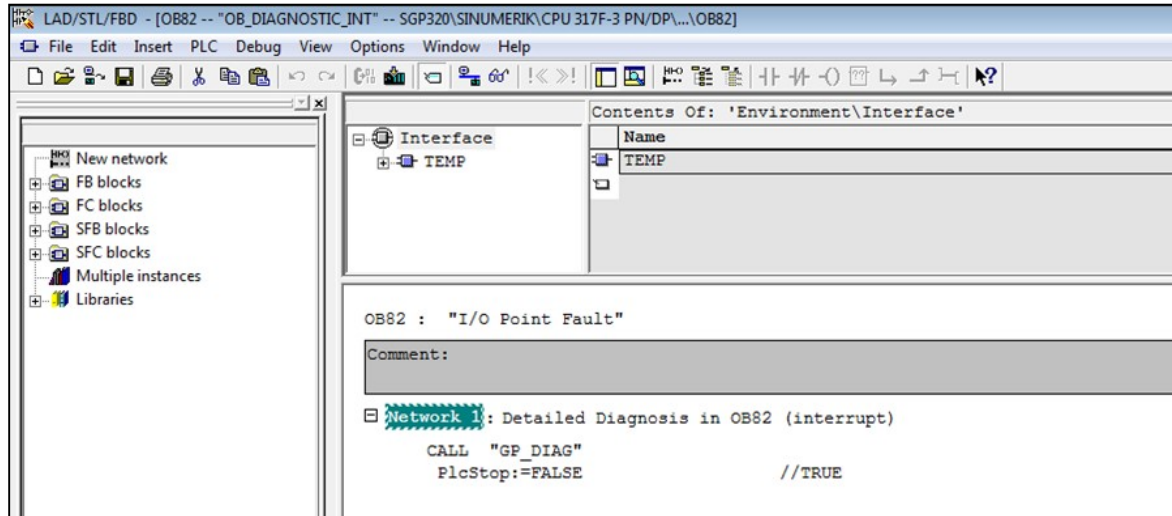 LAD/STL/FBD - [OB82 -- "OB_DIAGNOSTIC_INT" -- SGP320\SINUMERIK\CPU 317F-3 PN/DP\...\OB82]
File Edit Insert PLC Debug View Options Window Help
Contents Of: 'Environment\Interface'
Interface
Name
TEMP
TEMP
New network
FB blocks
FC blocks
SFB blocks
SFC blocks
Multiple instances
Libraries
OB82 : "I/O Point Fault"
Comment:
Network 1: Detailed Diagnosis in OB82 (interrupt)
CALL "GP_DIAG"
PlcStop:=FALSE //TRUE